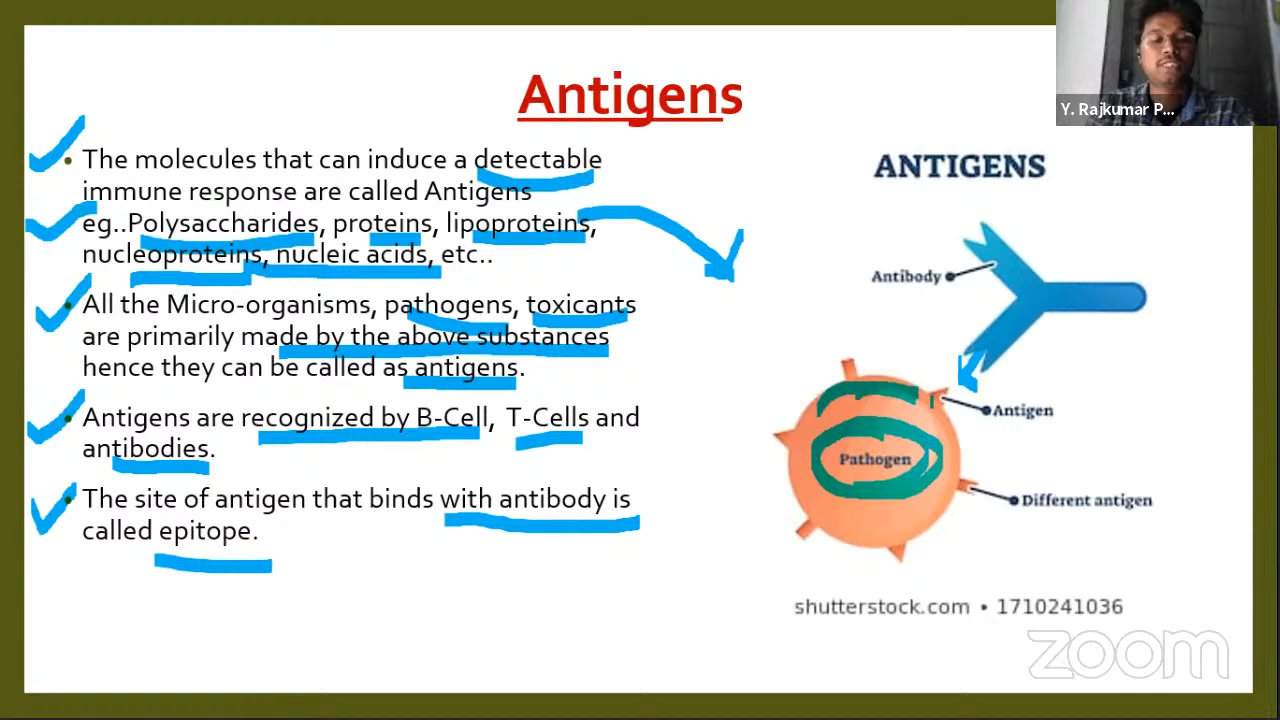 Antigens
Y. Rajkumar P...
• The molecules that can induce a detectable
immune response are called Antigens
eg..Polysaccharides, proteins, lipoproteins,
nucleoproteins, nucleic acids, etc..
• All the Micro-organisms, pathogens, toxicants
are primarily made by the above substances
hence they can be called as antigens.
• Antigens are recognized by B-Cell, T-Cells and
antibodies.
• The site of antigen that binds with antibody is
called epitope.
ANTIGENS
Antibody
Antigen
Pathogen
Different antigen
shutterstock.com • 1710241036
zoom